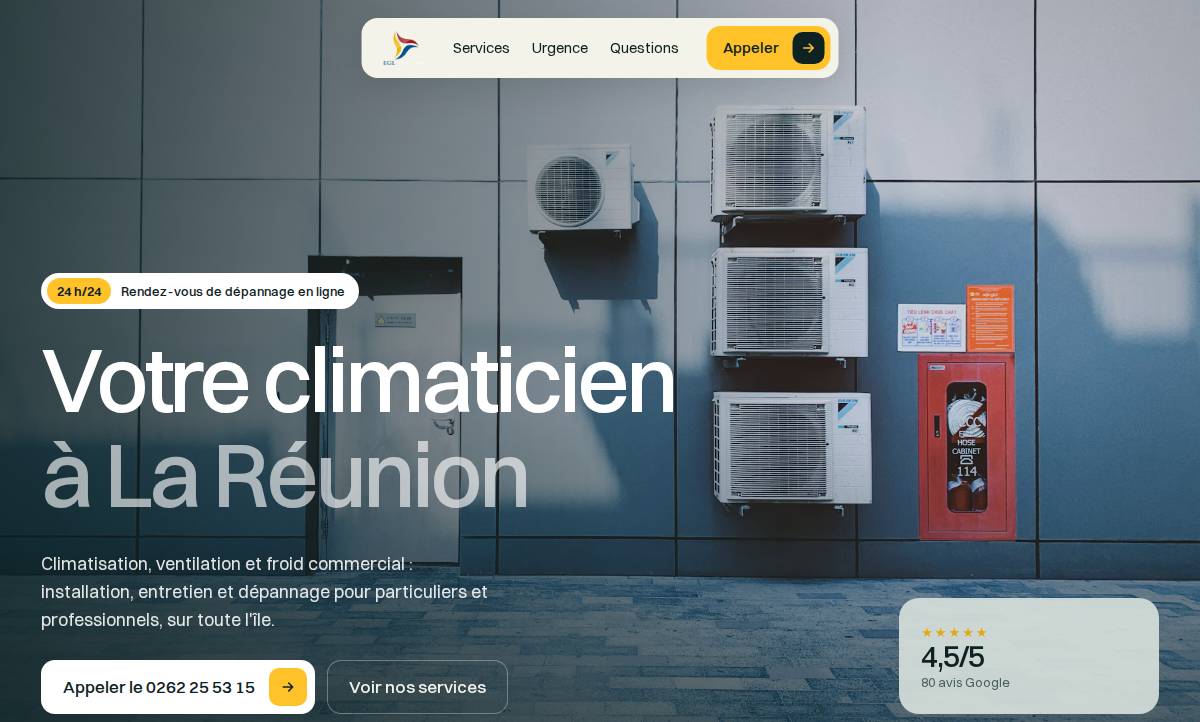 EGIL
Services
Urgence
Questions
Appeler
24 h/24
Rendez-vous de dépannage en ligne
Votre climaticien
à La Réunion
Climatisation, ventilation et froid commercial :
installation, entretien et dépannage pour particuliers et
professionnels, sur toute l'île.
Appeler le 0262 25 53 15
Voir nos services
HOSE
CABINET
114
4,5/5
80 avis Google